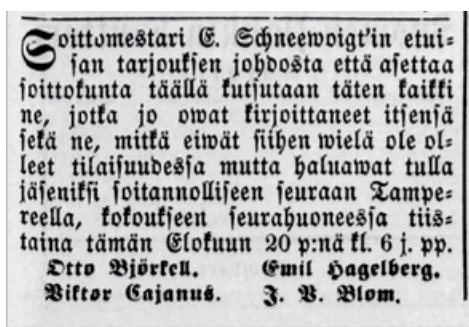 Soittomestari E. Schneewoigt'in etui-
san tarjouksen johdosta että asettaa
soittokunta täällä kutsutaan täten kaikki
ne, jotka jo owat kirjoittaneet itsensä
sekä ne, mitkä eiwät siihen wielä ole ol-
leet tilaisuudessa mutta haluawat tulla
jäseniksi soitannolliseen seuraan Tampe-
reella, kokoukseen seurahuoneessa tiis-
taina tämän Elokuun 20 p:nä kl. 6 j. pp.
Otto Björkell. Emil Hagelberg.
Viktor Cajanus. J. V. Blom.